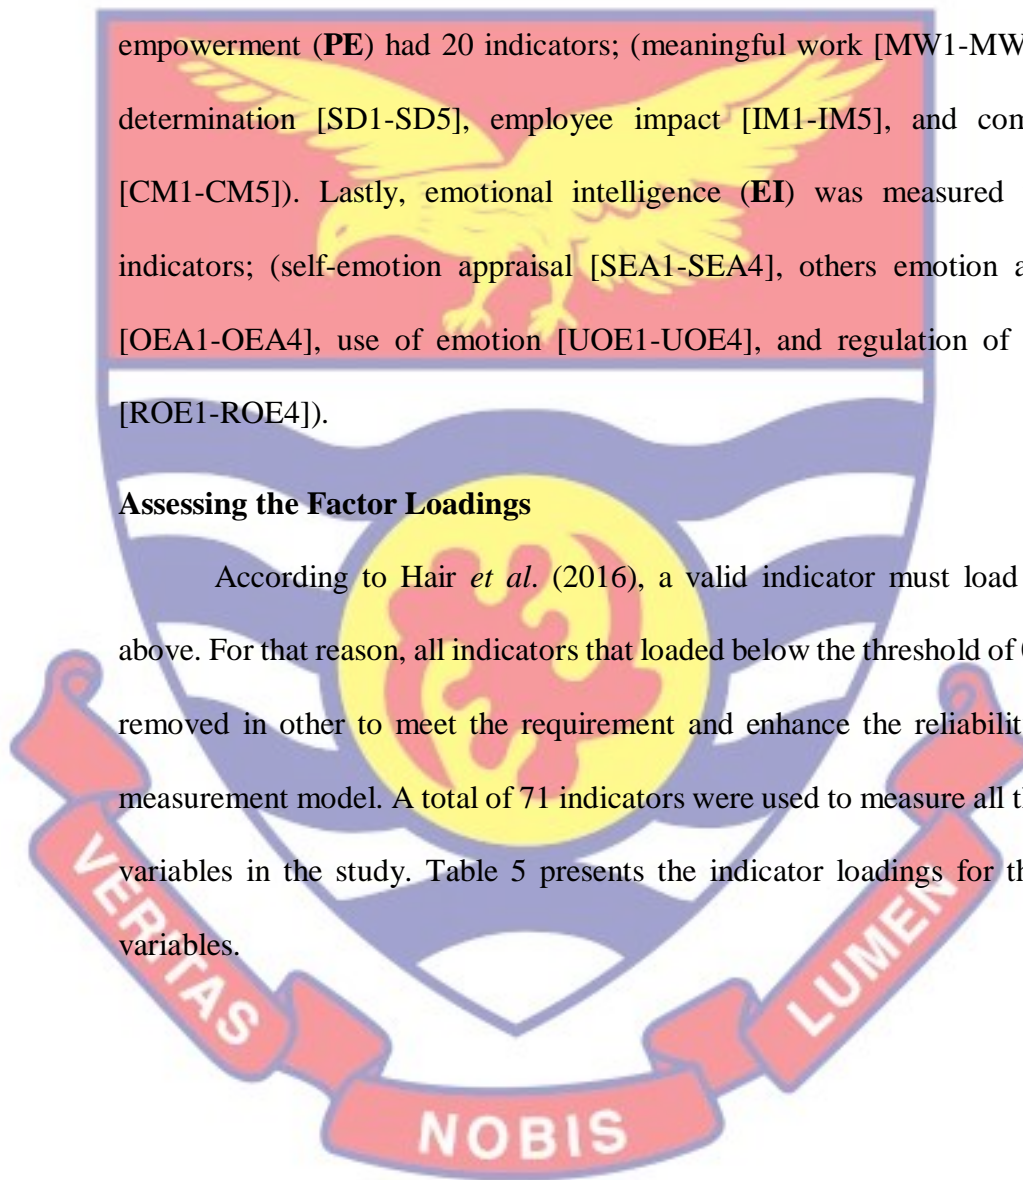 empowerment (PE) had 20 indicators; (meaningful work [MW1-MW
determination [SD1-SD5], employee impact [IM1-IM5], and com
[CM1-CM5]). Lastly, emotional intelligence (EI) was measured
indicators; (self-emotion appraisal [SEA1-SEA4], others emotion a
[OEA1-OEA4], use of emotion [UOE1-UOE4], and regulation of
[ROE1-ROE4]).
Assessing the Factor Loadings
According to Hair et al. (2016), a valid indicator must load
above. For that reason, all indicators that loaded below the threshold of
removed in other to meet the requirement and enhance the reliabilit
measurement model. A total of 71 indicators were used to measure all th
variables in the study. Table 5 presents the indicator loadings for th
variables.
VERITAS
NOBIS
LUMEN